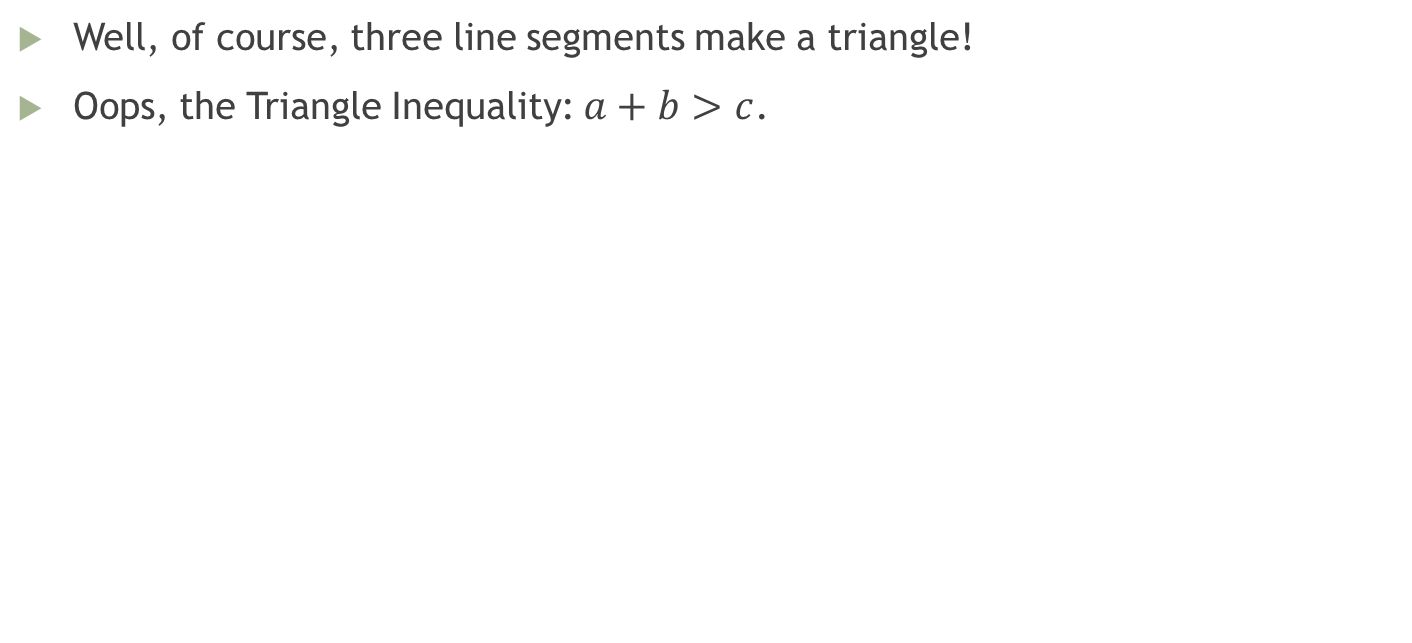 Well, of course, three line segments make a triangle!
Oops, the Triangle Inequality: a + b > c.